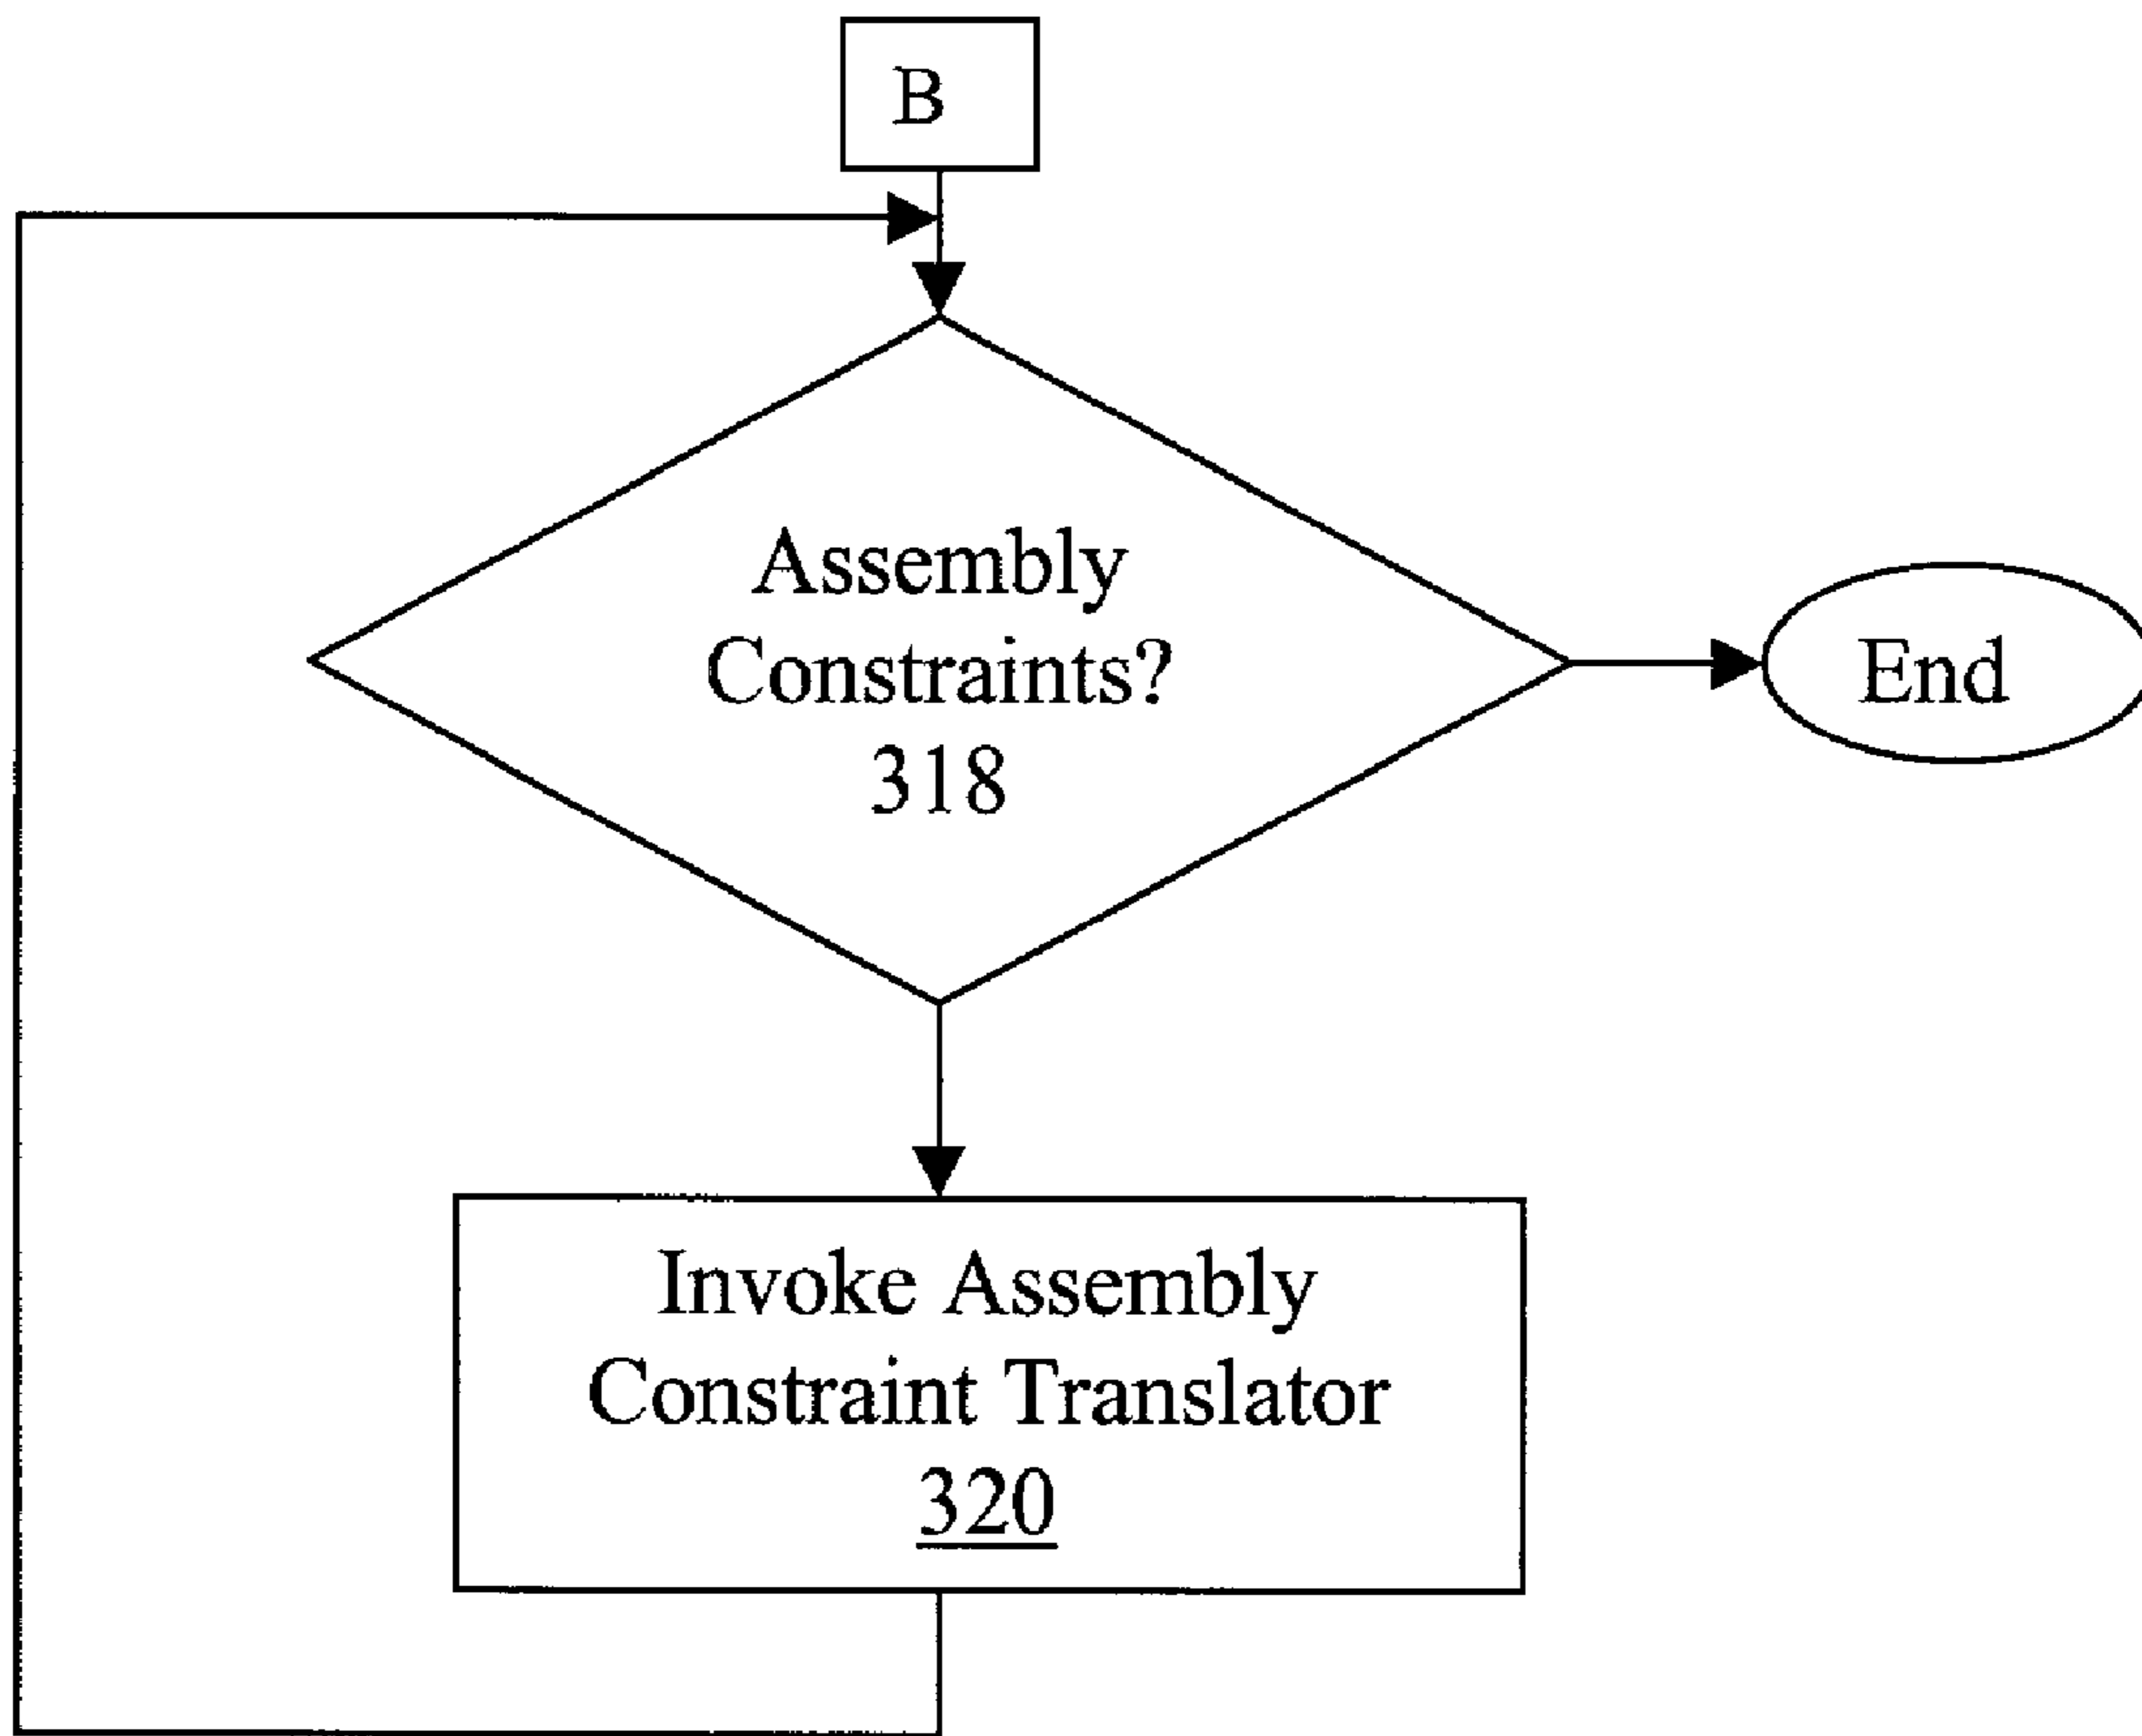 B
Assembly
Constraints?
318
End
Invoke Assembly
Constraint Translator
320